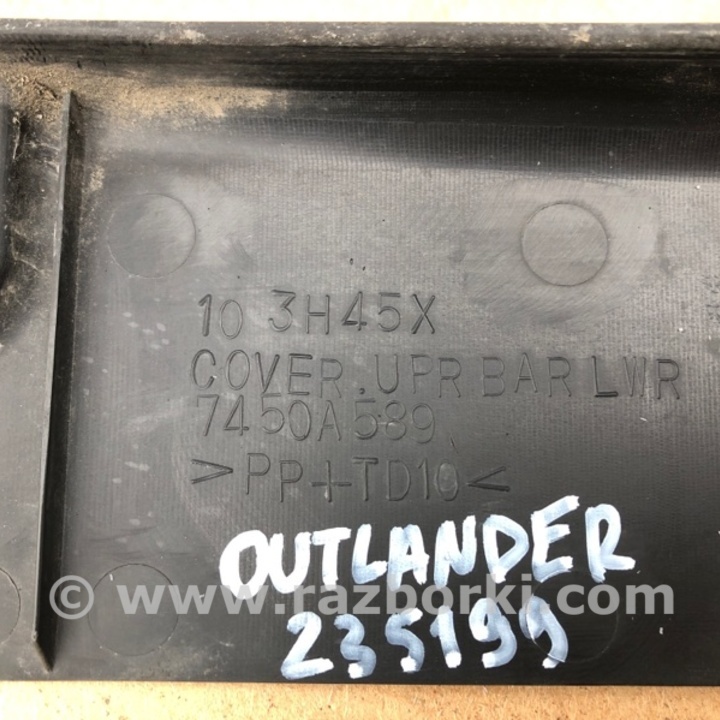 10 3H45X
COVER.UPR BAR LWR
7450A589
>PP+TD10<
OUTLANDER
© www.razborki.com
235199